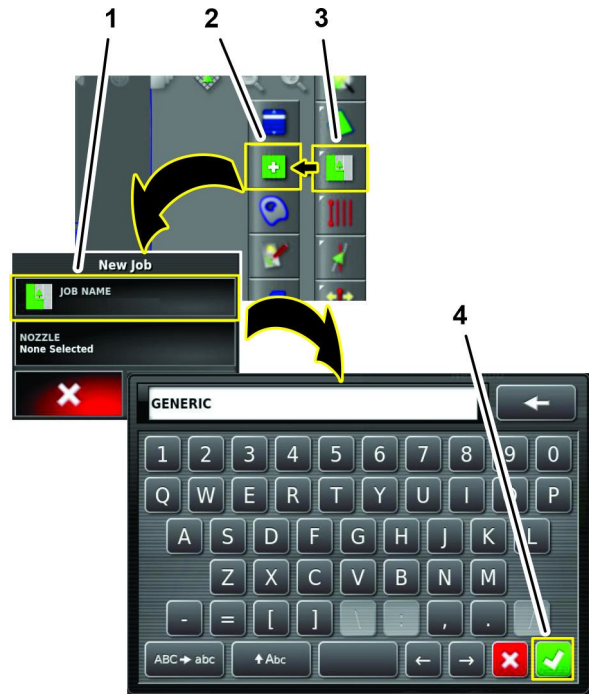 1 2 3
New Job
JOB NAME
NOZZLE
None Selected
4
GENERIC
1 2 3 4 5 6 7 8 9 0
Q W E R T Y U I O P
A S D F G H J K L
Z X C V B N M
- = [ ] \ : , . /
ABC → abc
↑ Abc
← →